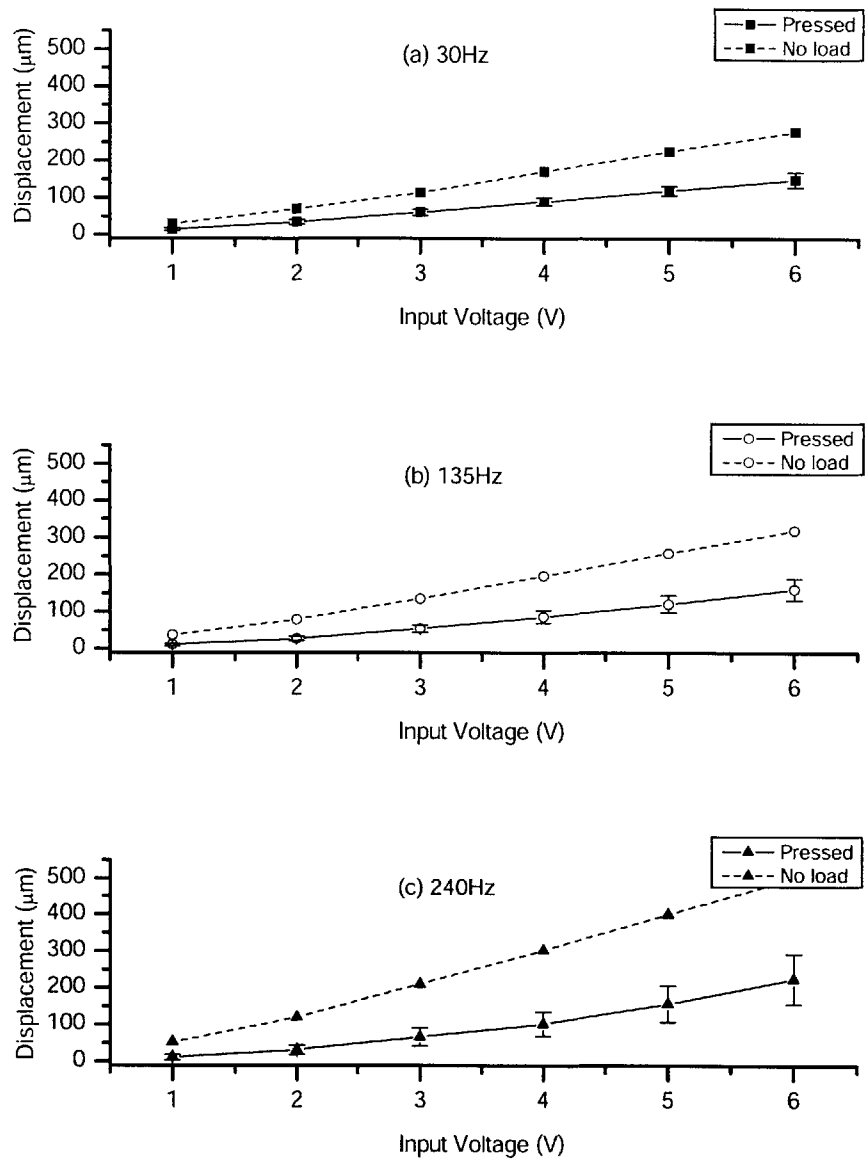 Pressed
No load
(a) 30Hz
Displacement (μm)
500
400
300
200
100
0
1 2 3 4 5 6
Input Voltage (V)
Pressed
No load
(b) 135Hz
Displacement (μm)
500
400
300
200
100
0
1 2 3 4 5 6
Input Voltage (V)
Pressed
No load
(c) 240Hz
Displacement (μm)
500
400
300
200
100
0
1 2 3 4 5 6
Input Voltage (V)